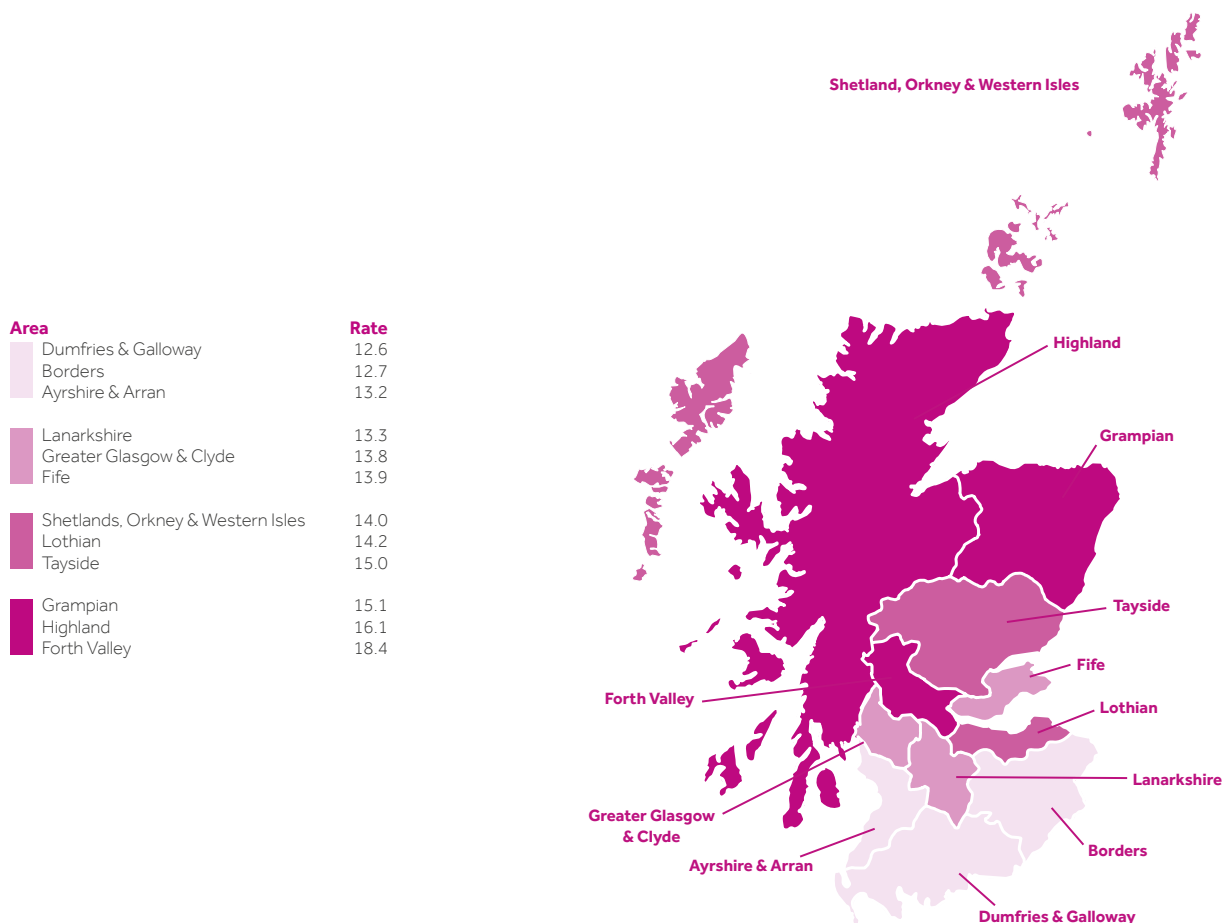 Shetland, Orkney & Western Isles
Area Rate
Dumfries & Galloway 12.6
Borders 12.7
Ayrshire & Arran 13.2
Lanarkshire 13.3
Greater Glasgow & Clyde 13.8
Fife 13.9
Shetlands, Orkney & Western Isles 14.0
Lothian 14.2
Tayside 15.0
Grampian 15.1
Highland 16.1
Forth Valley 18.4
Highland
Grampian
Tayside
Fife
Forth Valley
Lothian
Lanarkshire
Greater Glasgow
& Clyde
Borders
Ayrshire & Arran
Dumfries & Galloway